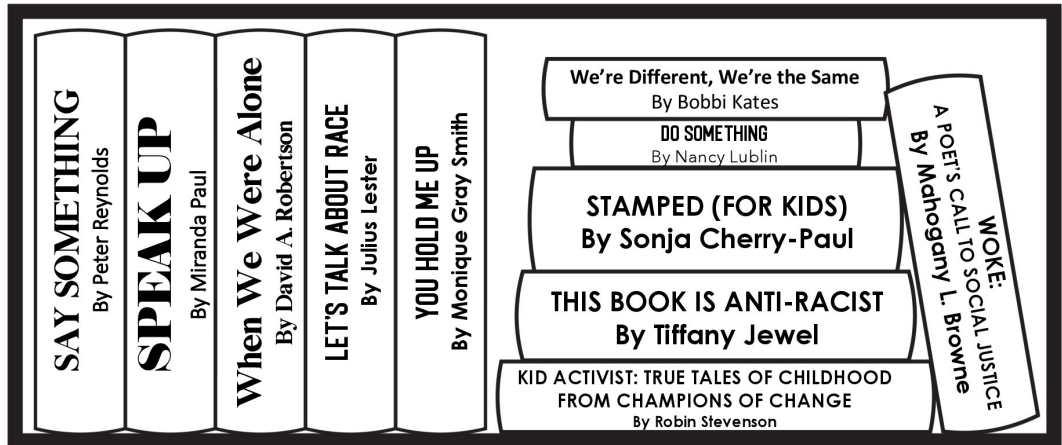 SAY SOMETHING
By Peter Reynolds
SPEAK UP
By Miranda Paul
When We Were Alone
By David A. Robertson
LET'S TALK ABOUT RACE
By Julius Lester
YOU HOLD ME UP
By Monique Gray Smith
We're Different, We're the Same
By Bobbi Kates
DO SOMETHING
By Nancy Lublin
STAMPED (FOR KIDS)
By Sonja Cherry-Paul
THIS BOOK IS ANTI-RACIST
By Tiffany Jewel
KID ACTIVIST: TRUE TALES OF CHILDHOOD
FROM CHAMPIONS OF CHANGE
By Robin Stevenson
WOKE:
A POET'S CALL TO SOCIAL JUSTICE
By Mahogany L. Browne